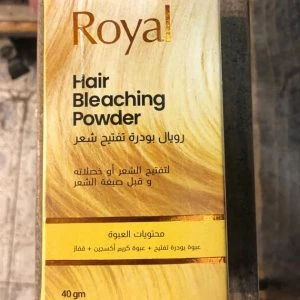 Royal
Hair
Bleaching
Powder
رويال بودرة تفتيح شعر
لتفتيح الشعر أو خصلاته
و قبل صبغة الشعر
محتويات العبوة
عبوة بودرة تفتيح + عبوة كريم أكسجين + قفاز
40 gm